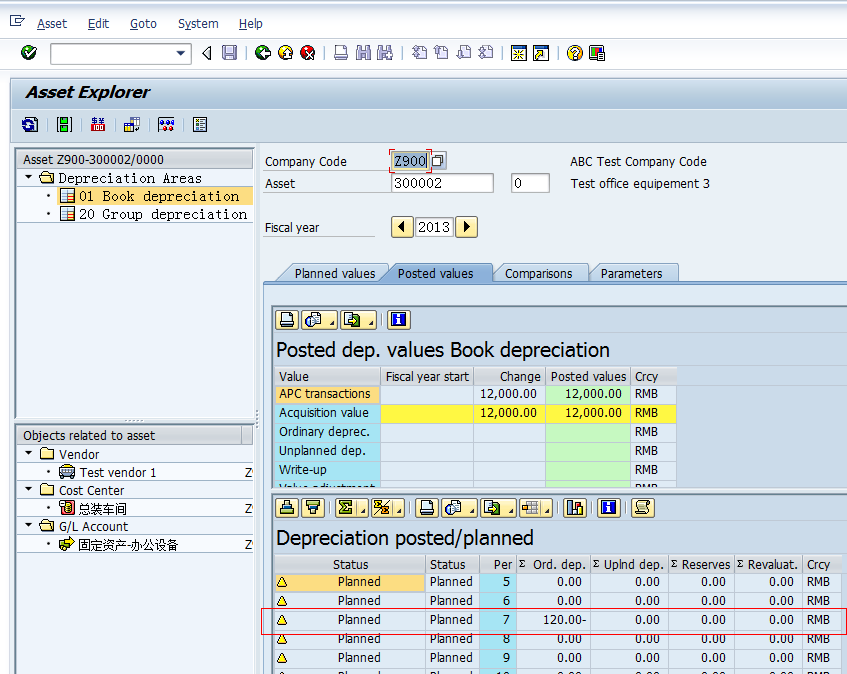 Asset Edit Goto System Help
Asset Explorer
Asset Z900-300002/0000
Depreciation Areas
01 Book depreciation
20 Group depreciation
Company Code Z900 ABC Test Company Code
Asset 300002 0 Test office equipement 3
Fiscal year 2013
Planned values Posted values Comparisons Parameters
Posted dep. values Book depreciation
Value Fiscal year start Change Posted values Crcy
APC transactions 12,000.00 12,000.00 RMB
Acquisition value 12,000.00 12,000.00 RMB
Ordinary deprec. RMB
Unplanned dep. RMB
Write-up RMB
Value adjustment RMB
Objects related to asset
Vendor
Test vendor 1 Z
Cost Center
总装车间 Z
G/L Account
固定资产-办公设备 Z
Depreciation posted/planned
Status Status Per Σ Ord. dep. Σ Uplnd dep. Σ Reserves Σ Revaluat. Crcy
Planned Planned 5 0.00 0.00 0.00 0.00 RMB
Planned Planned 6 0.00 0.00 0.00 0.00 RMB
Planned Planned 7 120.00- 0.00 0.00 0.00 RMB
Planned Planned 8 0.00 0.00 0.00 0.00 RMB
Planned Planned 9 0.00 0.00 0.00 0.00 RMB